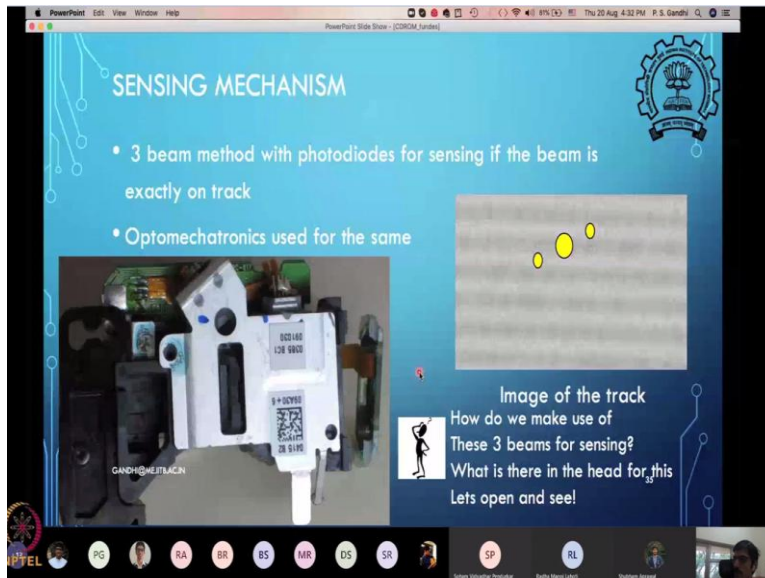 PowerPoint Edit View Window Help
81% Thu 20 Aug 4:32 PM P. S. Gandhi
PowerPoint Slide Show - [CDROM_fundes]
SENSING MECHANISM
• 3 beam method with photodiodes for sensing if the beam is
exactly on track
• Optomechatronics used for the same
GANDHI@ME.IITB.AC.IN
Image of the track
How do we make use of
These 3 beams for sensing?
What is there in the head for this
35
Lets open and see!
NPTEL
PG RA BR BS MR DS SR SP RL